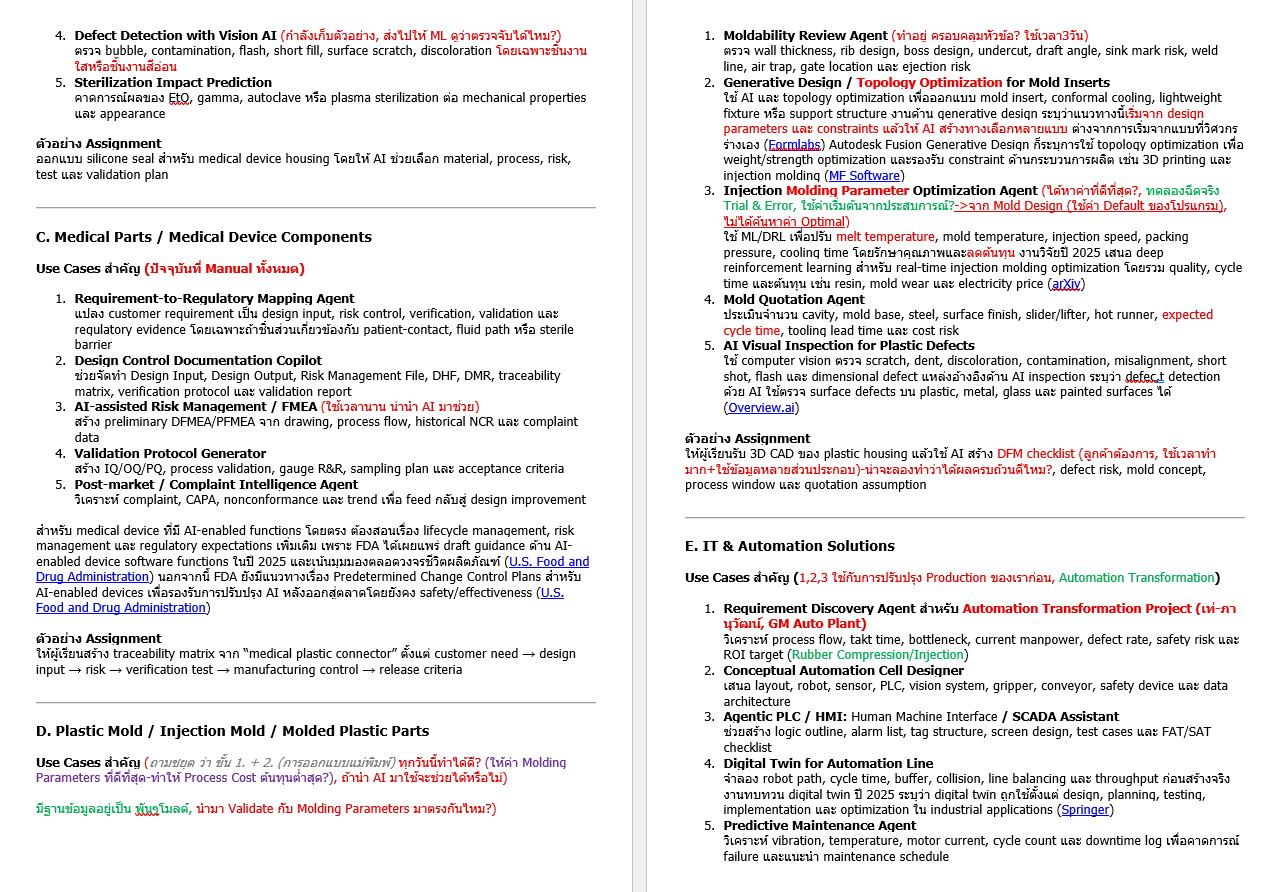 4. Defect Detection with Vision AI (กำลังเก็บตัวอย่าง, ส่งไปให้ ML ดูว่าตรวจจับได้ไหม?)
ตรวจ bubble, contamination, flash, short fill, surface scratch, discoloration โดยเฉพาะชิ้นงาน
ใสหรือชิ้นงานสีอ่อน
5. Sterilization Impact Prediction
คาดการณ์ผลของ EtO, gamma, autoclave หรือ plasma sterilization ต่อ mechanical properties
และ appearance
ตัวอย่าง Assignment
ออกแบบ silicone seal สำหรับ medical device housing โดยให้ AI ช่วยเลือก material, process, risk,
test และ validation plan
C. Medical Parts / Medical Device Components
Use Cases สำคัญ (ปัจจุบันที่ Manual ทั้งหมด)
1. Requirement-to-Regulatory Mapping Agent
แปลง customer requirement เป็น design input, risk control, verification, validation และ
regulatory evidence โดยเฉพาะถ้าชิ้นส่วนเกี่ยวข้องกับ patient-contact, fluid path หรือ sterile
barrier
2. Design Control Documentation Copilot
ช่วยจัดทำ Design Input, Design Output, Risk Management File, DHF, DMR, traceability
matrix, verification protocol และ validation report
3. AI-assisted Risk Management / FMEA (ใช้เวลานาน น่านำ AI มาช่วย)
สร้าง preliminary DFMEA/PFMEA จาก drawing, process flow, historical NCR และ complaint
data
4. Validation Protocol Generator
สร้าง IQ/OQ/PQ, process validation, gauge R&R, sampling plan และ acceptance criteria
5. Post-market / Complaint Intelligence Agent
วิเคราะห์ complaint, CAPA, nonconformance และ trend เพื่อ feed กลับสู่ design improvement
สำหรับ medical device ที่มี AI-enabled functions โดยตรง ต้องสอนเรื่อง lifecycle management, risk
management และ regulatory expectations เพิ่มเติม เพราะ FDA ได้เผยแพร่ draft guidance ด้าน AI-
enabled device software functions ในปี 2025 และเน้นมุมมองตลอดวงจรชีวิตผลิตภัณฑ์ (U.S. Food and
Drug Administration) นอกจากนี้ FDA ยังมีแนวทางเรื่อง Predetermined Change Control Plans สำหรับ
AI-enabled devices เพื่อรองรับการปรับปรุง AI หลังออกสู่ตลาดโดยยังคง safety/effectiveness (U.S.
Food and Drug Administration)
ตัวอย่าง Assignment
ให้ผู้เรียนสร้าง traceability matrix จาก “medical plastic connector” ตั้งแต่ customer need → design
input → risk → verification test → manufacturing control → release criteria
D. Plastic Mold / Injection Mold / Molded Plastic Parts
Use Cases สำคัญ (ถามชยุต ว่า ขั้น 1. + 2. (การออกแบบแม่พิมพ์) ทุกวันนี้ทำได้ดี? (ให้ค่า Molding
Parameters ที่ดีที่สุด-ทำให้ Process Cost ต้นทุนต่ำสุด?), ถ้านำ AI มาใช้จะช่วยได้หรือไม่)
มีฐานข้อมูลอยู่เป็น พันๆโมลด์, นำมา Validate กับ Molding Parameters มาตรงกันไหม?)
1. Moldability Review Agent (ทำอยู่ ครอบคลุมหัวข้อ? ใช้เวลา3วัน)
ตรวจ wall thickness, rib design, boss design, undercut, draft angle, sink mark risk, weld
line, air trap, gate location และ ejection risk
2. Generative Design / Topology Optimization for Mold Inserts
ใช้ AI และ topology optimization เพื่อออกแบบ mold insert, conformal cooling, lightweight
fixture หรือ support structure งานด้าน generative design ระบุว่าแนวทางนี้เริ่มจาก design
parameters และ constraints แล้วให้ AI สร้างทางเลือกหลายแบบ ต่างจากการเริ่มจากแบบที่วิศวกร
ร่างเอง (Formlabs) Autodesk Fusion Generative Design ก็ระบุการใช้ topology optimization เพื่อ
weight/strength optimization และรองรับ constraint ด้านกระบวนการผลิต เช่น 3D printing และ
injection molding (MF Software)
3. Injection Molding Parameter Optimization Agent (ได้หาค่าที่ดีที่สุด?, ทดลองฉีดจริง
Trial & Error, ใช้ค่าเริ่มต้นจากประสบการณ์?->จาก Mold Design (ใช้ค่า Default ของโปรแกรม),
ไม่ได้ค้นหาค่า Optimal)
ใช้ ML/DRL เพื่อปรับ melt temperature, mold temperature, injection speed, packing
pressure, cooling time โดยรักษาคุณภาพและลดต้นทุน งานวิจัยปี 2025 เสนอ deep
reinforcement learning สำหรับ real-time injection molding optimization โดยรวม quality, cycle
time และต้นทุน เช่น resin, mold wear และ electricity price (arXiv)
4. Mold Quotation Agent
ประเมินจำนวน cavity, mold base, steel, surface finish, slider/lifter, hot runner, expected
cycle time, tooling lead time และ cost risk
5. AI Visual Inspection for Plastic Defects
ใช้ computer vision ตรวจ scratch, dent, discoloration, contamination, misalignment, short
shot, flash และ dimensional defect แหล่งอ้างอิงด้าน AI inspection ระบุว่า defect detection
ด้วย AI ใช้ตรวจ surface defects บน plastic, metal, glass และ painted surfaces ได้
(Overview.ai)
ตัวอย่าง Assignment
ให้ผู้เรียนรับ 3D CAD ของ plastic housing แล้วใช้ AI สร้าง DFM checklist (ลูกค้าต้องการ, ใช้เวลาทำ
มาก+ใช้ข้อมูลหลายส่วนประกอบ)-น่าจะลองทำว่าได้ผลครบถ้วนดีไหม?, defect risk, mold concept,
process window และ quotation assumption
E. IT & Automation Solutions
Use Cases สำคัญ (1,2,3 ใช้กับการปรับปรุง Production ของเราก่อน, Automation Transformation)
1. Requirement Discovery Agent สำหรับ Automation Transformation Project (เท่-ภา
นุวัฒน์, GM Auto Plant)
วิเคราะห์ process flow, takt time, bottleneck, current manpower, defect rate, safety risk และ
ROI target (Rubber Compression/Injection)
2. Conceptual Automation Cell Designer
เสนอ layout, robot, sensor, PLC, vision system, gripper, conveyor, safety device และ data
architecture
3. Agentic PLC / HMI: Human Machine Interface / SCADA Assistant
ช่วยสร้าง logic outline, alarm list, tag structure, screen design, test cases และ FAT/SAT
checklist
4. Digital Twin for Automation Line
จำลอง robot path, cycle time, buffer, collision, line balancing และ throughput ก่อนสร้างจริง
งานทบทวน digital twin ปี 2025 ระบุว่า digital twin ถูกใช้ตั้งแต่ design, planning, testing,
implementation และ optimization ใน industrial applications (Springer)
5. Predictive Maintenance Agent
วิเคราะห์ vibration, temperature, motor current, cycle count และ downtime log เพื่อคาดการณ์
failure และแนะนำ maintenance schedule